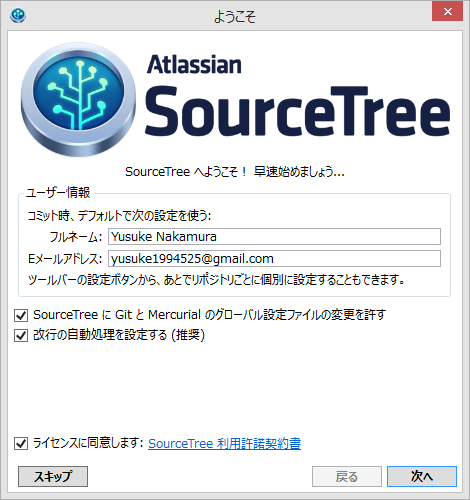 ようこそ
Atlassian
SourceTree
SourceTree へようこそ！ 早速始めましょう...
ユーザー情報
コミット時、デフォルトで次の設定を使う:
フルネーム: Yusuke Nakamura
Eメールアドレス: yusuke1994525@gmail.com
ツールバーの設定ボタンから、あとでリポジトリごとに個別に設定することもできます。
SourceTree に Git と Mercurial のグローバル設定ファイルの変更を許す
改行の自動処理を設定する (推奨)
ライセンスに同意します: SourceTree 利用許諾契約書
スキップ 戻る 次へ